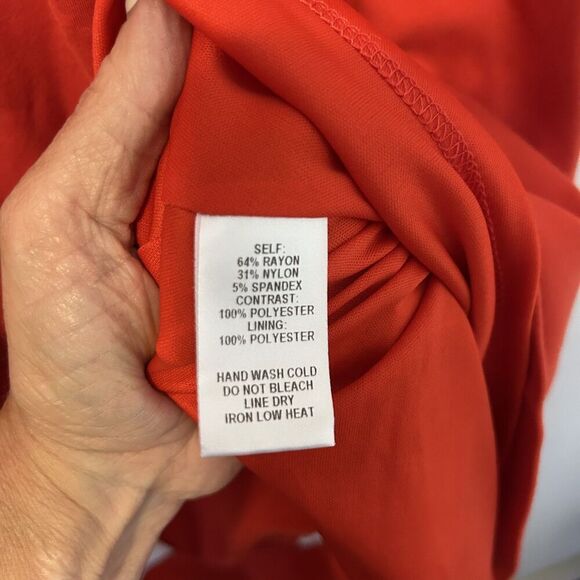 SELF:
64% RAYON
31% NYLON
5% SPANDEX
CONTRAST:
100% POLYESTER
LINING:
100% POLYESTER
HAND WASH COLD
DO NOT BLEACH
LINE DRY
IRON LOW HEAT